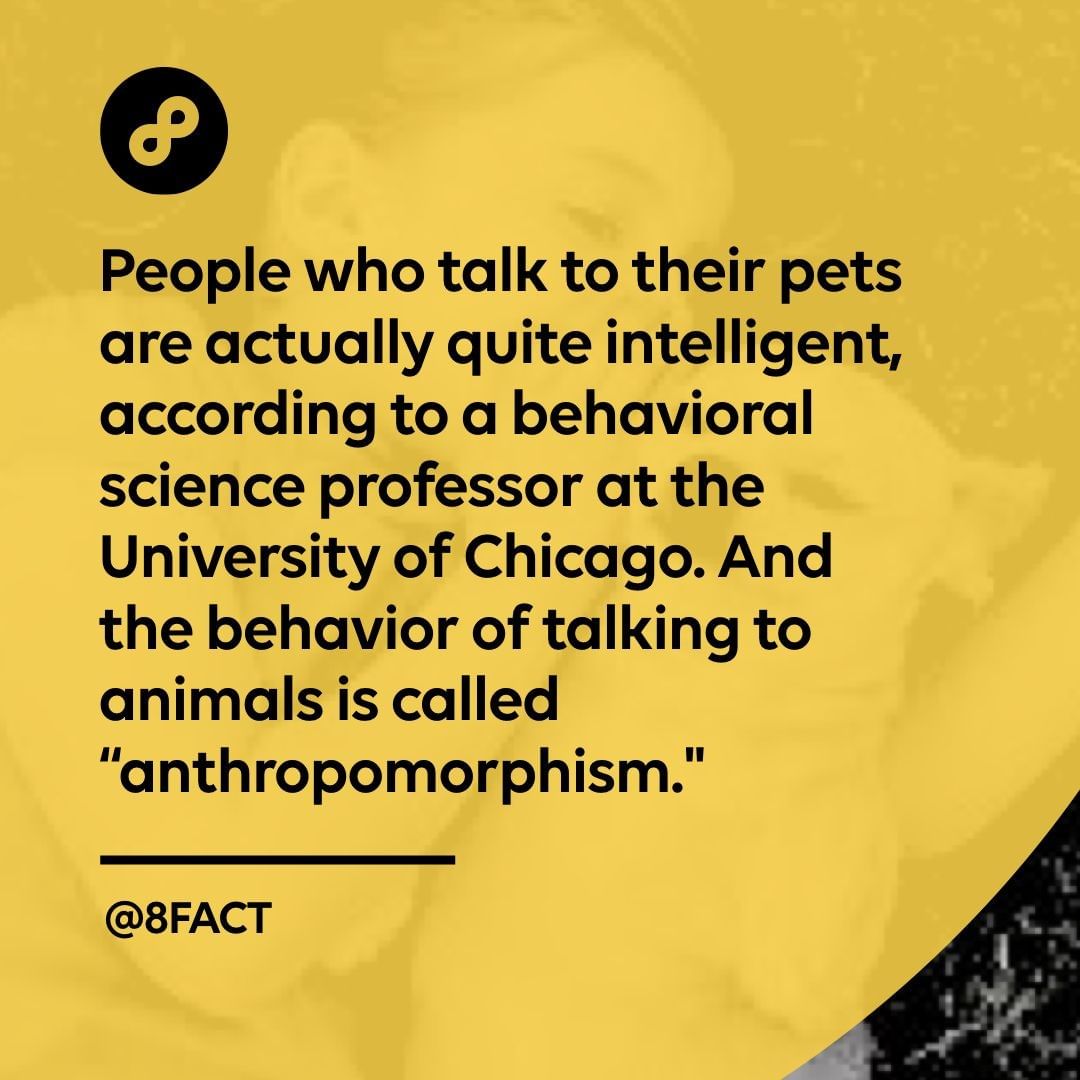 People who talk to their pets
are actually quite intelligent,
according to a behavioral
science professor at the
University of Chicago. And
the behavior of talking to
animals is called
“anthropomorphism."
@8FACT